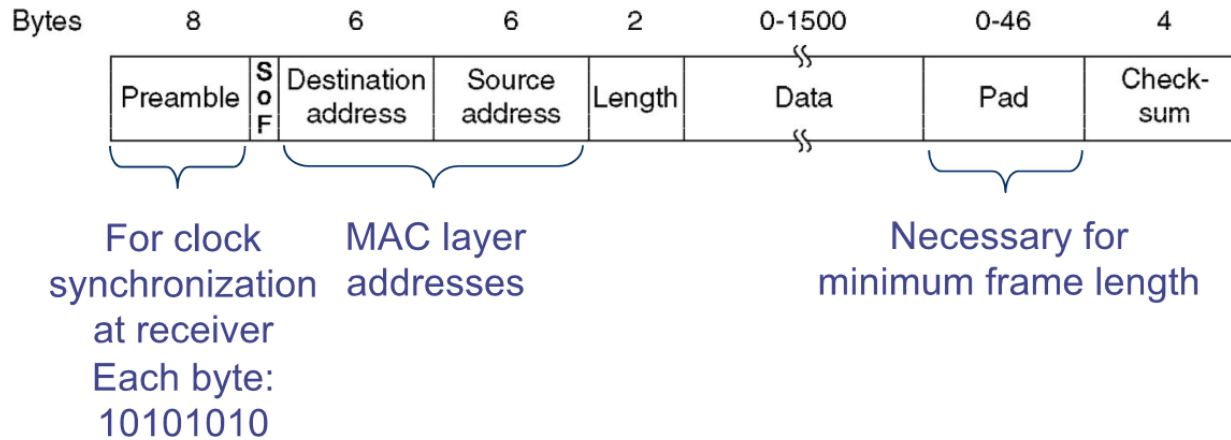 Bytes 8 6 6 2 0-1500 0-46 4
Preamble
S
o
F
Destination
address
Source
address
Length
Data
Pad
Check-
sum
For clock
synchronization
at receiver
Each byte:
10101010
MAC layer
addresses
Necessary for
minimum frame length